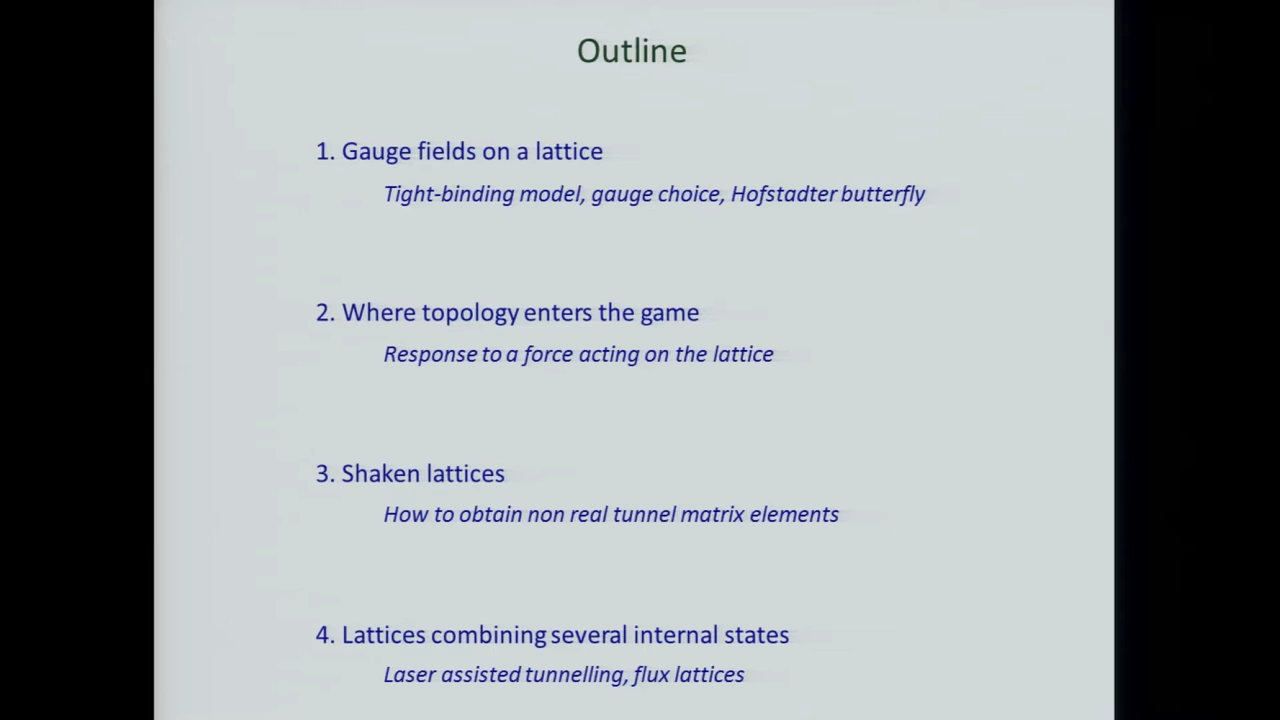 Outline
1. Gauge fields on a lattice
Tight-binding model, gauge choice, Hofstadter butterfly
2. Where topology enters the game
Response to a force acting on the lattice
3. Shaken lattices
How to obtain non real tunnel matrix elements
4. Lattices combining several internal states
Laser assisted tunnelling, flux lattices